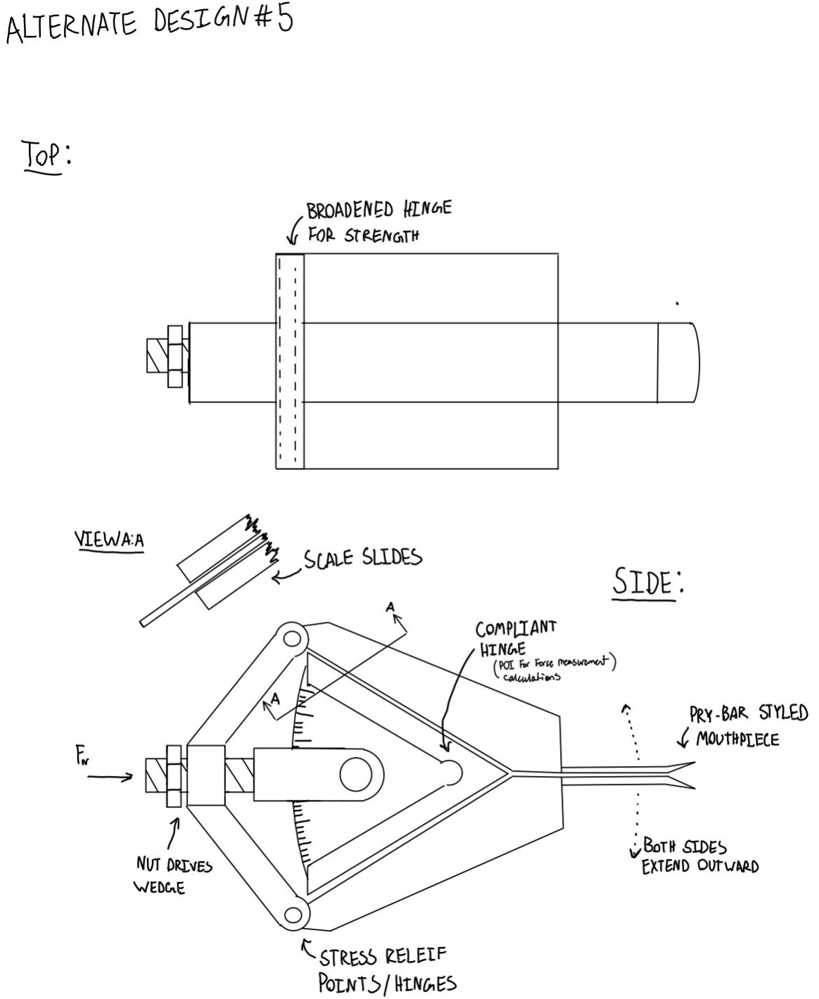 ALTERNATE DESIGN#5
TOP:
BROADENED HINGE
FOR STRENGTH
VIEW A:A
SCALE SLIDES
SIDE:
A
COMPLIANT
HINGE
(POI For Force measurement)
calculations
A
PRY-BAR STYLED
MOUTHPIECE
FN
NUT DRIVES
WEDGE
BOTH SIDES
EXTEND OUTWARD
STRESS RELEIF
POINTS/HINGES